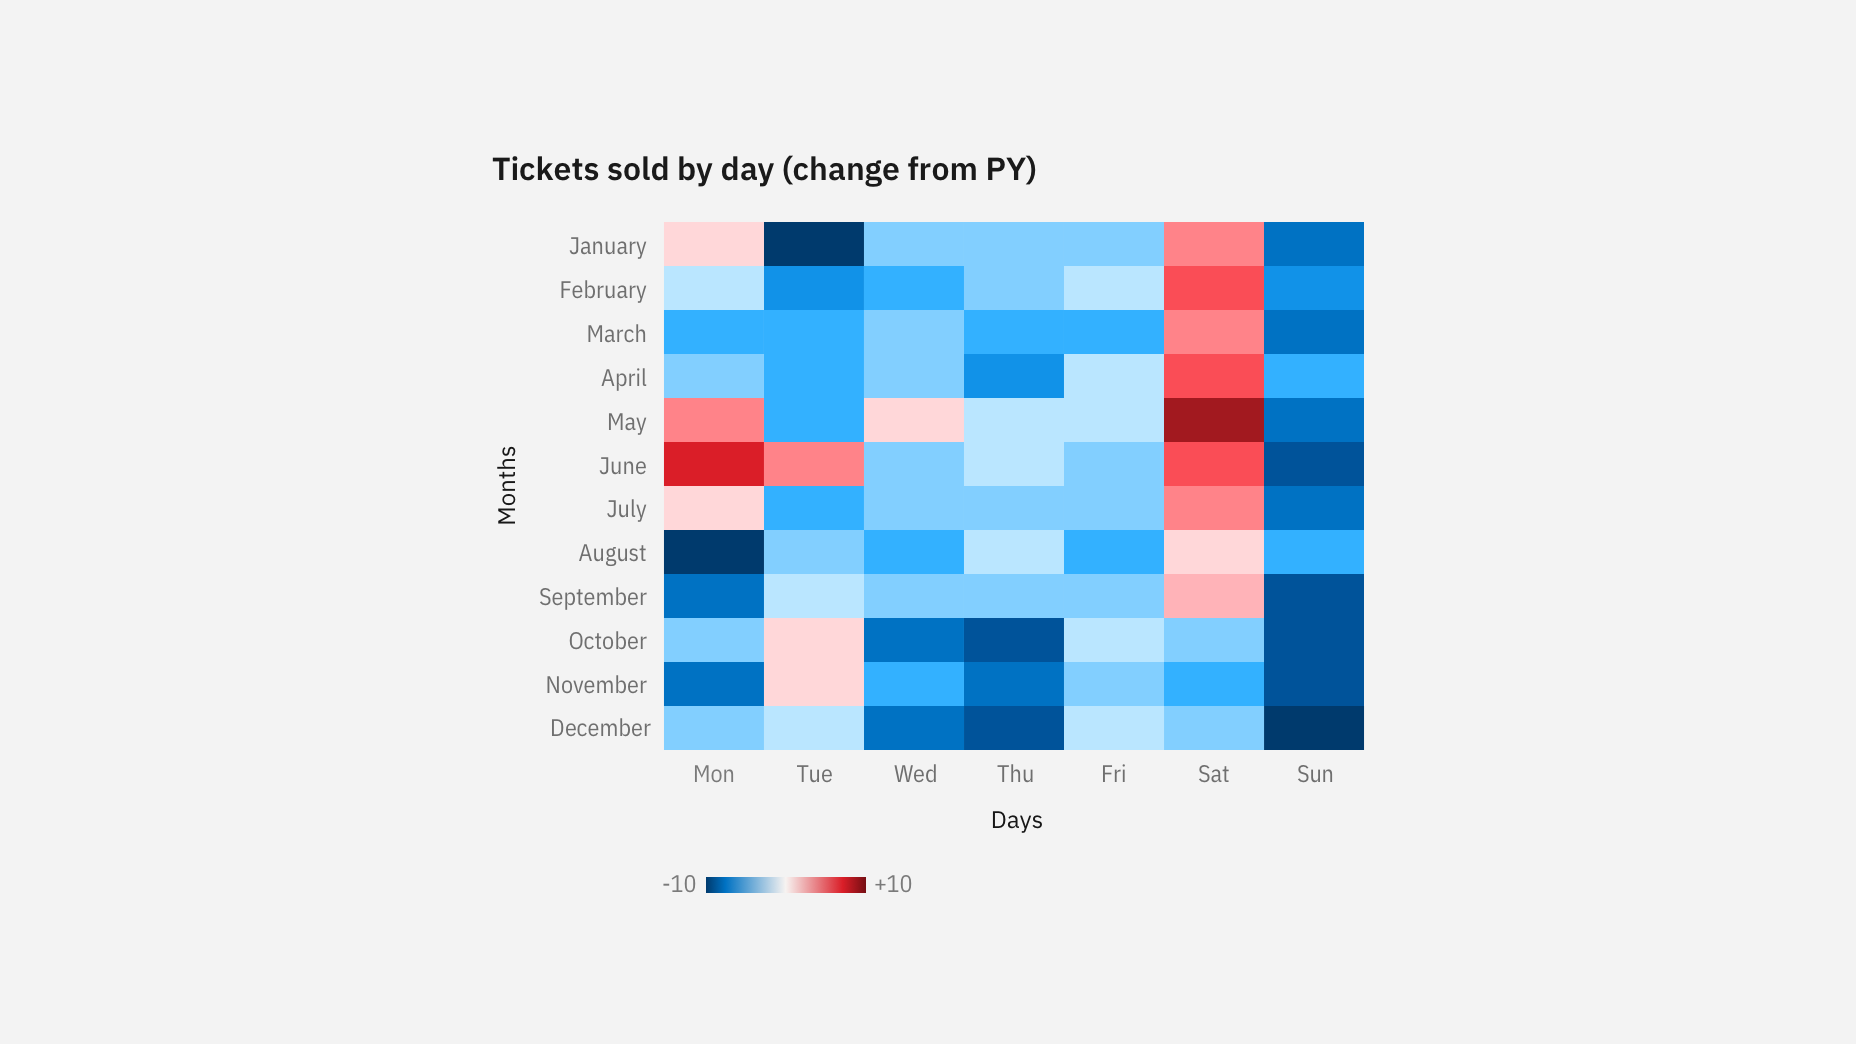 Tickets sold by day (change from PY)
Months
January
February
March
April
May
June
July
August
September
October
November
December
Mon Tue Wed Thu Fri Sat Sun
Days
-10 +10